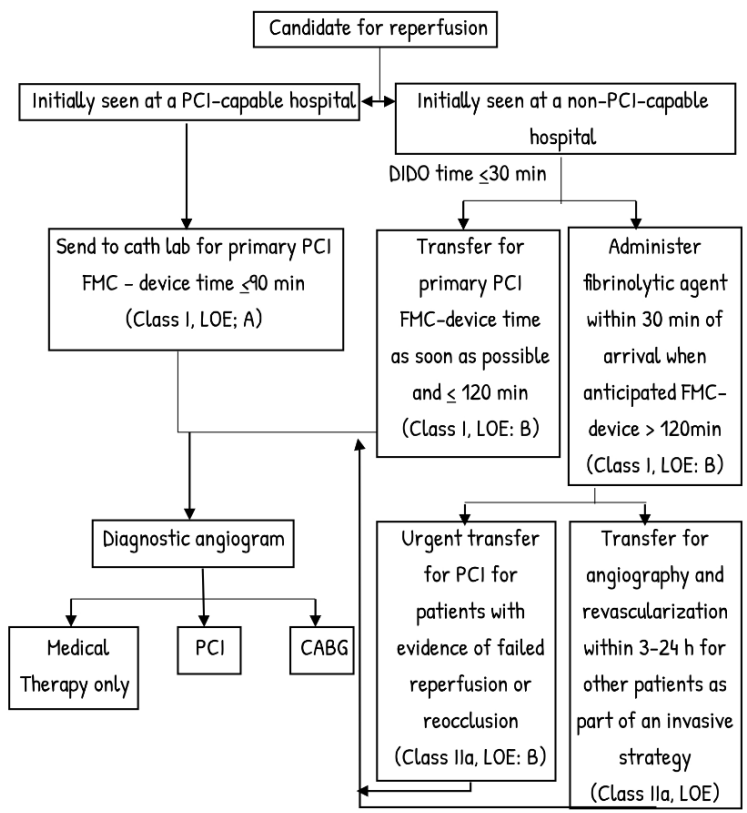 Candidate for reperfusion
Initially seen at a PCI-capable hospital
Initially seen at a non-PCI-capable
hospital
DIDO time ≤30 min
Send to cath lab for primary PCI
FMC - device time ≤90 min
(Class I, LOE; A)
Transfer for
primary PCI
FMC-device time
as soon as possible
and ≤ 120 min
(Class I, LOE: B)
Administer
fibrinolytic agent
within 30 min of
arrival when
anticipated FMC-
device > 120min
(Class I, LOE: B)
Diagnostic angiogram
Medical
Therapy only
PCI
CABG
Urgent transfer
for PCI for
patients with
evidence of failed
reperfusion or
reocclusion
(Class IIa, LOE: B)
Transfer for
angiography and
revascularization
within 3-24 h for
other patients as
part of an invasive
strategy
(Class IIa, LOE)